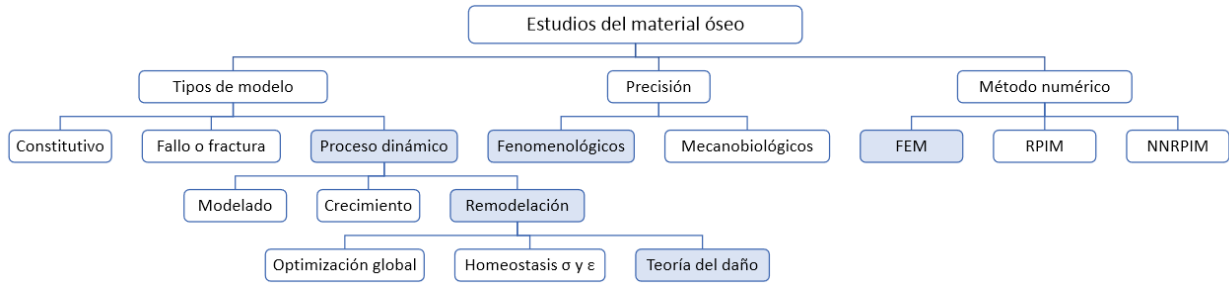 Estudios del material óseo
Tipos de modelo
Precisión
Método numérico
Constitutivo
Fallo o fractura
Proceso dinámico
Fenomenológicos
Mecanobiológicos
FEM
RPIM
NNRPIM
Modelado
Crecimiento
Remodelación
Optimización global
Homeostasis σ y ε
Teoría del daño